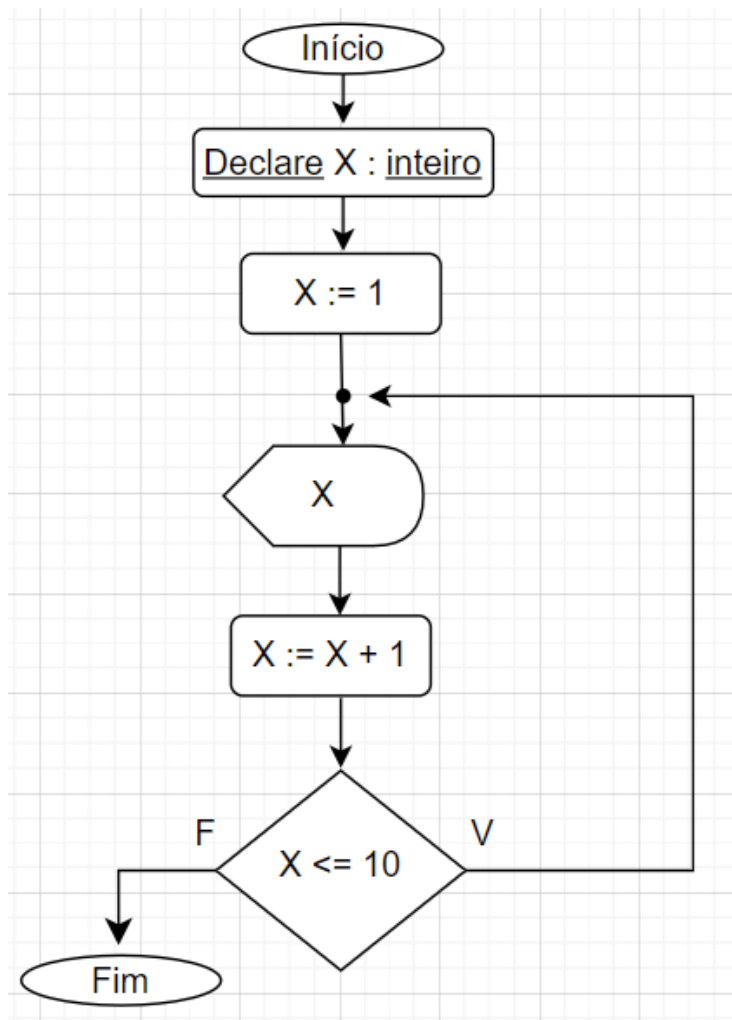 Início
Declare X : inteiro
X := 1
X
X := X + 1
F
V
X <= 10
Fim